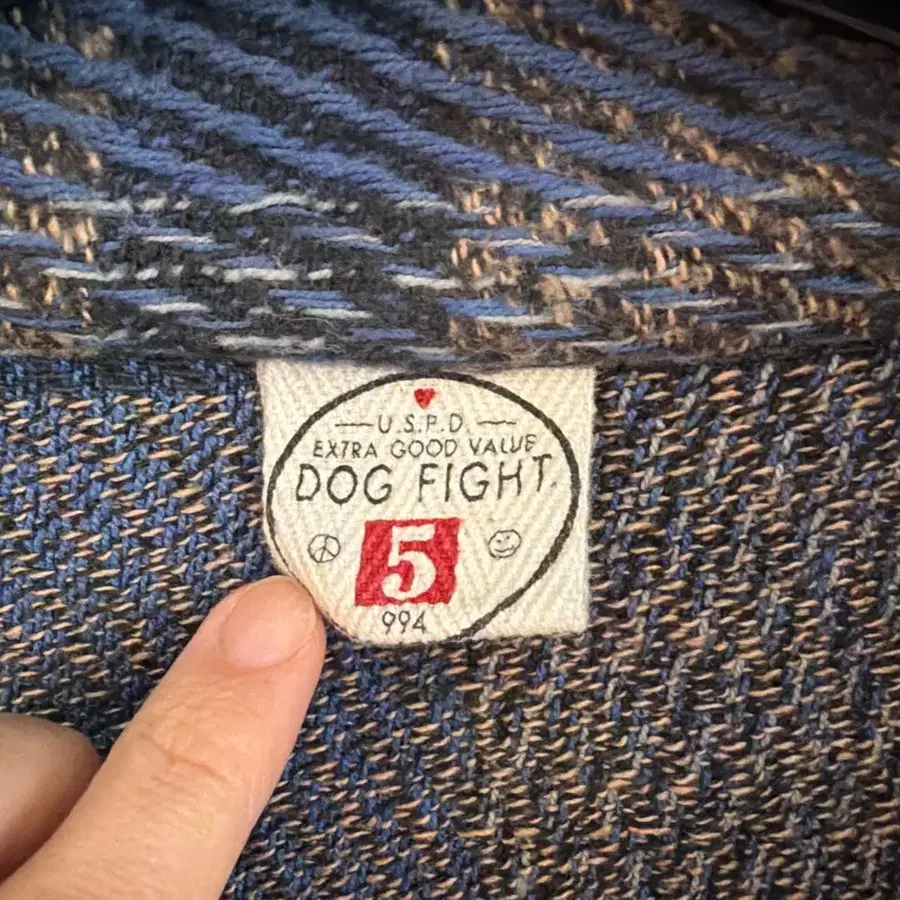 U.S.P.D.
EXTRA GOOD VALUE
DOG FIGHT.
5
994